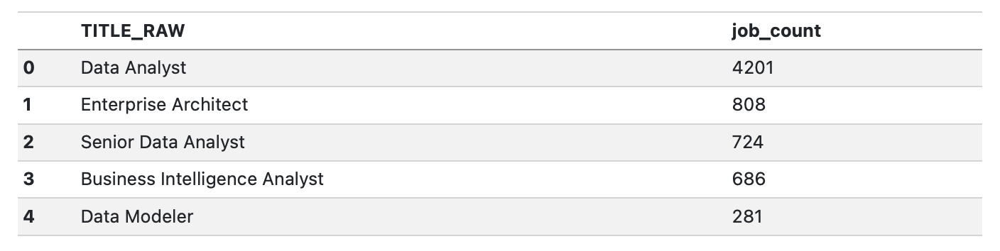 TITLE_RAW job_count
0 Data Analyst 4201
1 Enterprise Architect 808
2 Senior Data Analyst 724
3 Business Intelligence Analyst 686
4 Data Modeler 281